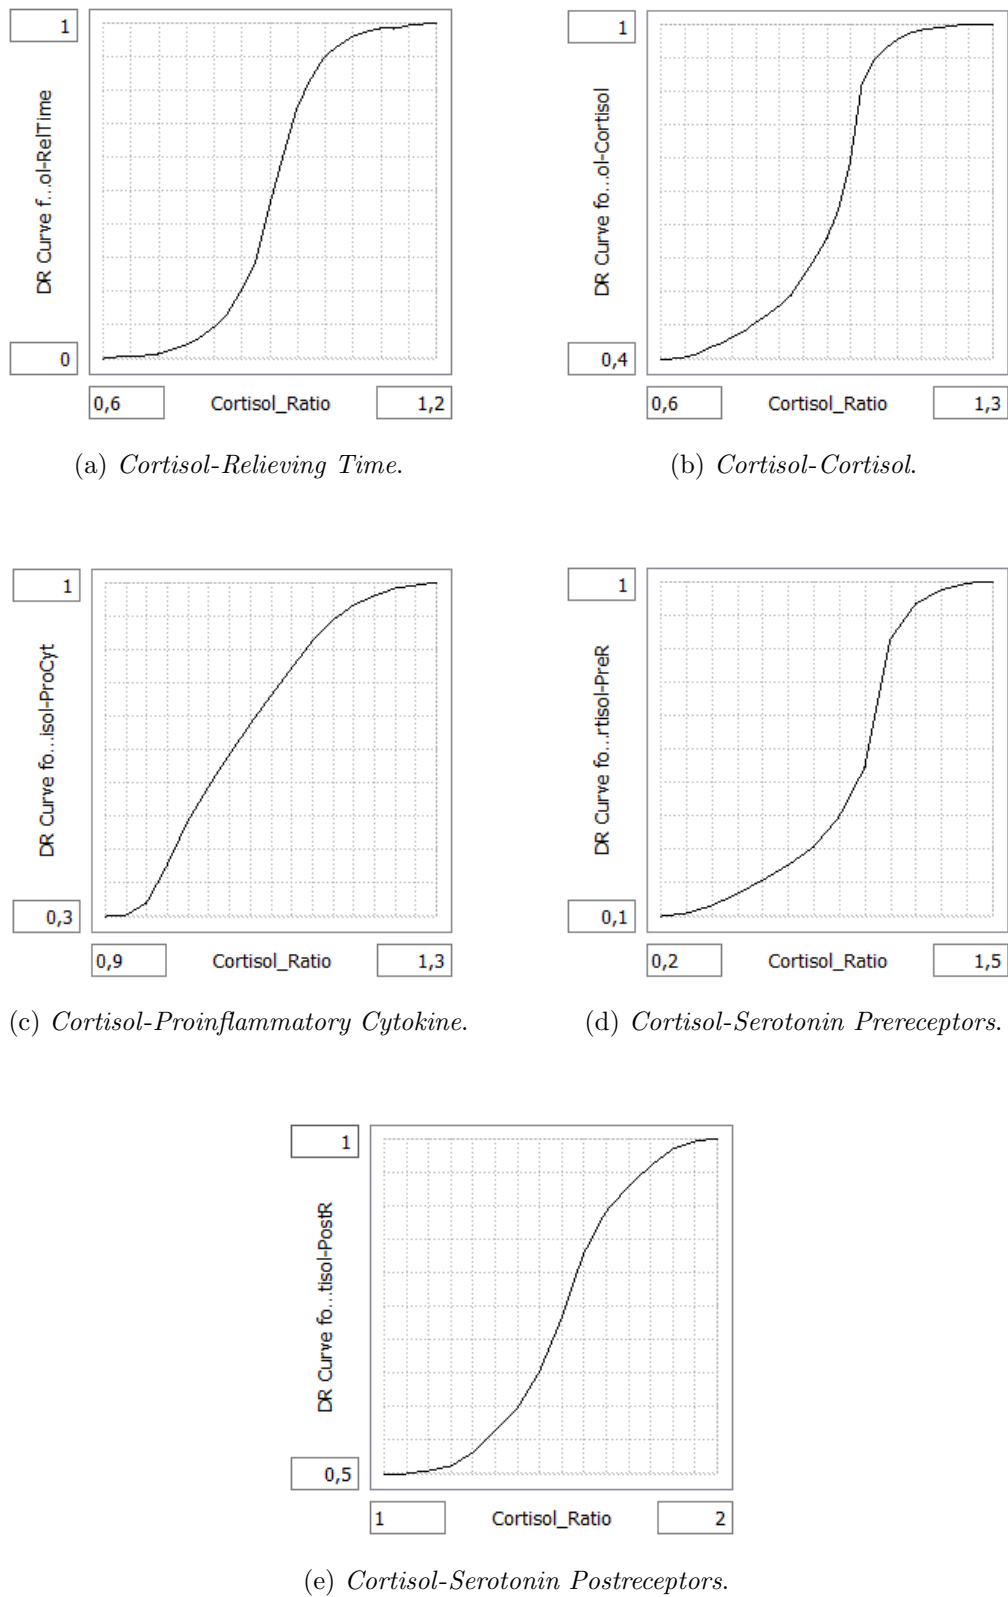 1
DR Curve f...ol-RelTime
0
0,6 Cortisol_Ratio 1,2
(a) Cortisol-Relieving Time.
1
DR Curve fo...ol-Cortisol
0,4
0,6 Cortisol_Ratio 1,3
(b) Cortisol-Cortisol.
1
DR Curve fo...isol-ProCyt
0,3
0,9 Cortisol_Ratio 1,3
(c) Cortisol-Proinflammatory Cytokine.
1
DR Curve fo...rtisol-PreR
0,1
0,2 Cortisol_Ratio 1,5
(d) Cortisol-Serotonin Prereceptors.
1
DR Curve fo...tisol-PostR
0,5
1 Cortisol_Ratio 2
(e) Cortisol-Serotonin Postreceptors.